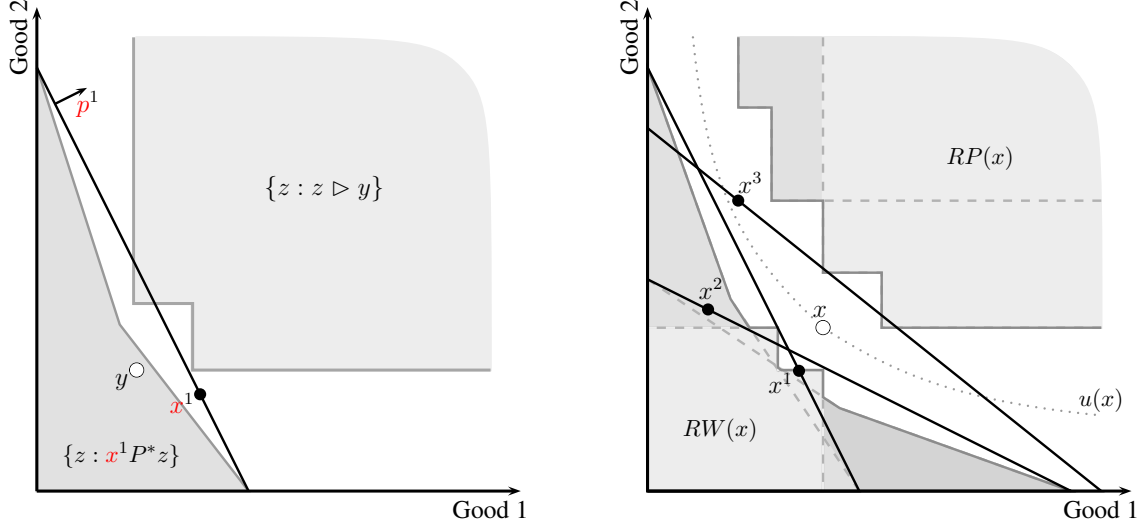 Good 2
p¹
{z : z ▷ y}
y
x¹
{z : x¹P*z}
Good 1
Good 2
RP(x)
x³
x²
x
x¹
u(x)
RW(x)
Good 1